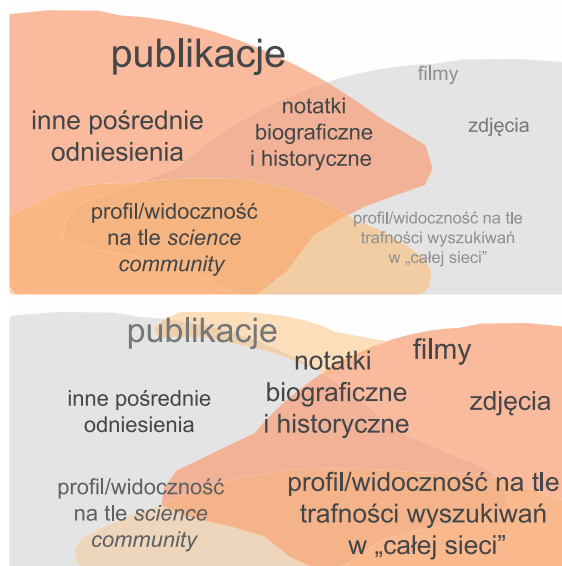 publikacje
filmy
inne pośrednie
odniesienia
notatki
biograficzne
i historyczne
zdjęcia
profil/widoczność
na tle science
community
profil/widoczność na tle
trafności wyszukiwań
w „całej sieci”
publikacje
filmy
notatki
biograficzne
i historyczne
inne pośrednie
odniesienia
zdjęcia
profil/widoczność
na tle science
community
profil/widoczność na tle
trafności wyszukiwań
w „całej sieci”